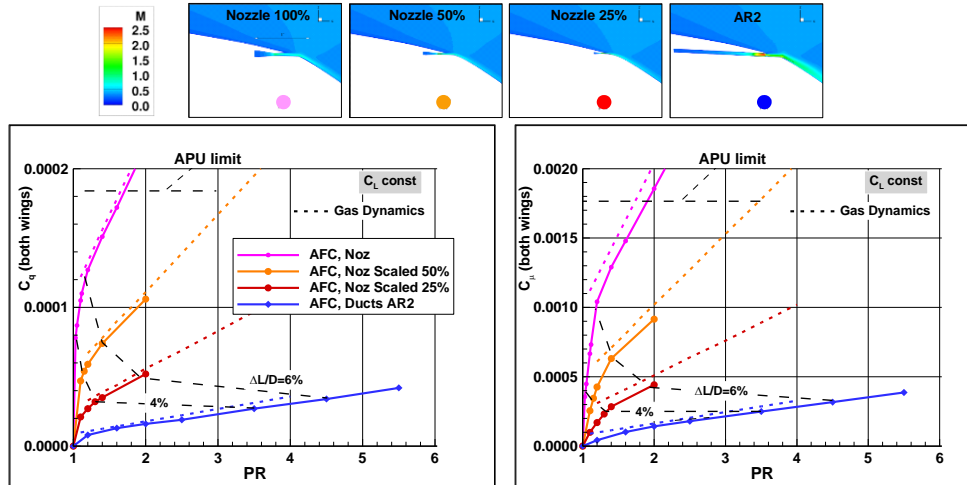 M
2.5
2.0
1.5
1.0
0.5
0.0
Nozzle 100%
Nozzle 50%
Nozzle 25%
AR2
APU limit
C_L const
Gas Dynamics
AFC, Noz
AFC, Noz Scaled 50%
AFC, Noz Scaled 25%
AFC, Ducts AR2
ΔL/D=6%
4%
C_q (both wings)
0.0002
0.0001
0.0000
1 2 3 4 5 6
PR
APU limit
C_L const
Gas Dynamics
ΔL/D=6%
4%
C_μ (both wings)
0.0020
0.0015
0.0010
0.0005
0.0000
1 2 3 4 5 6
PR